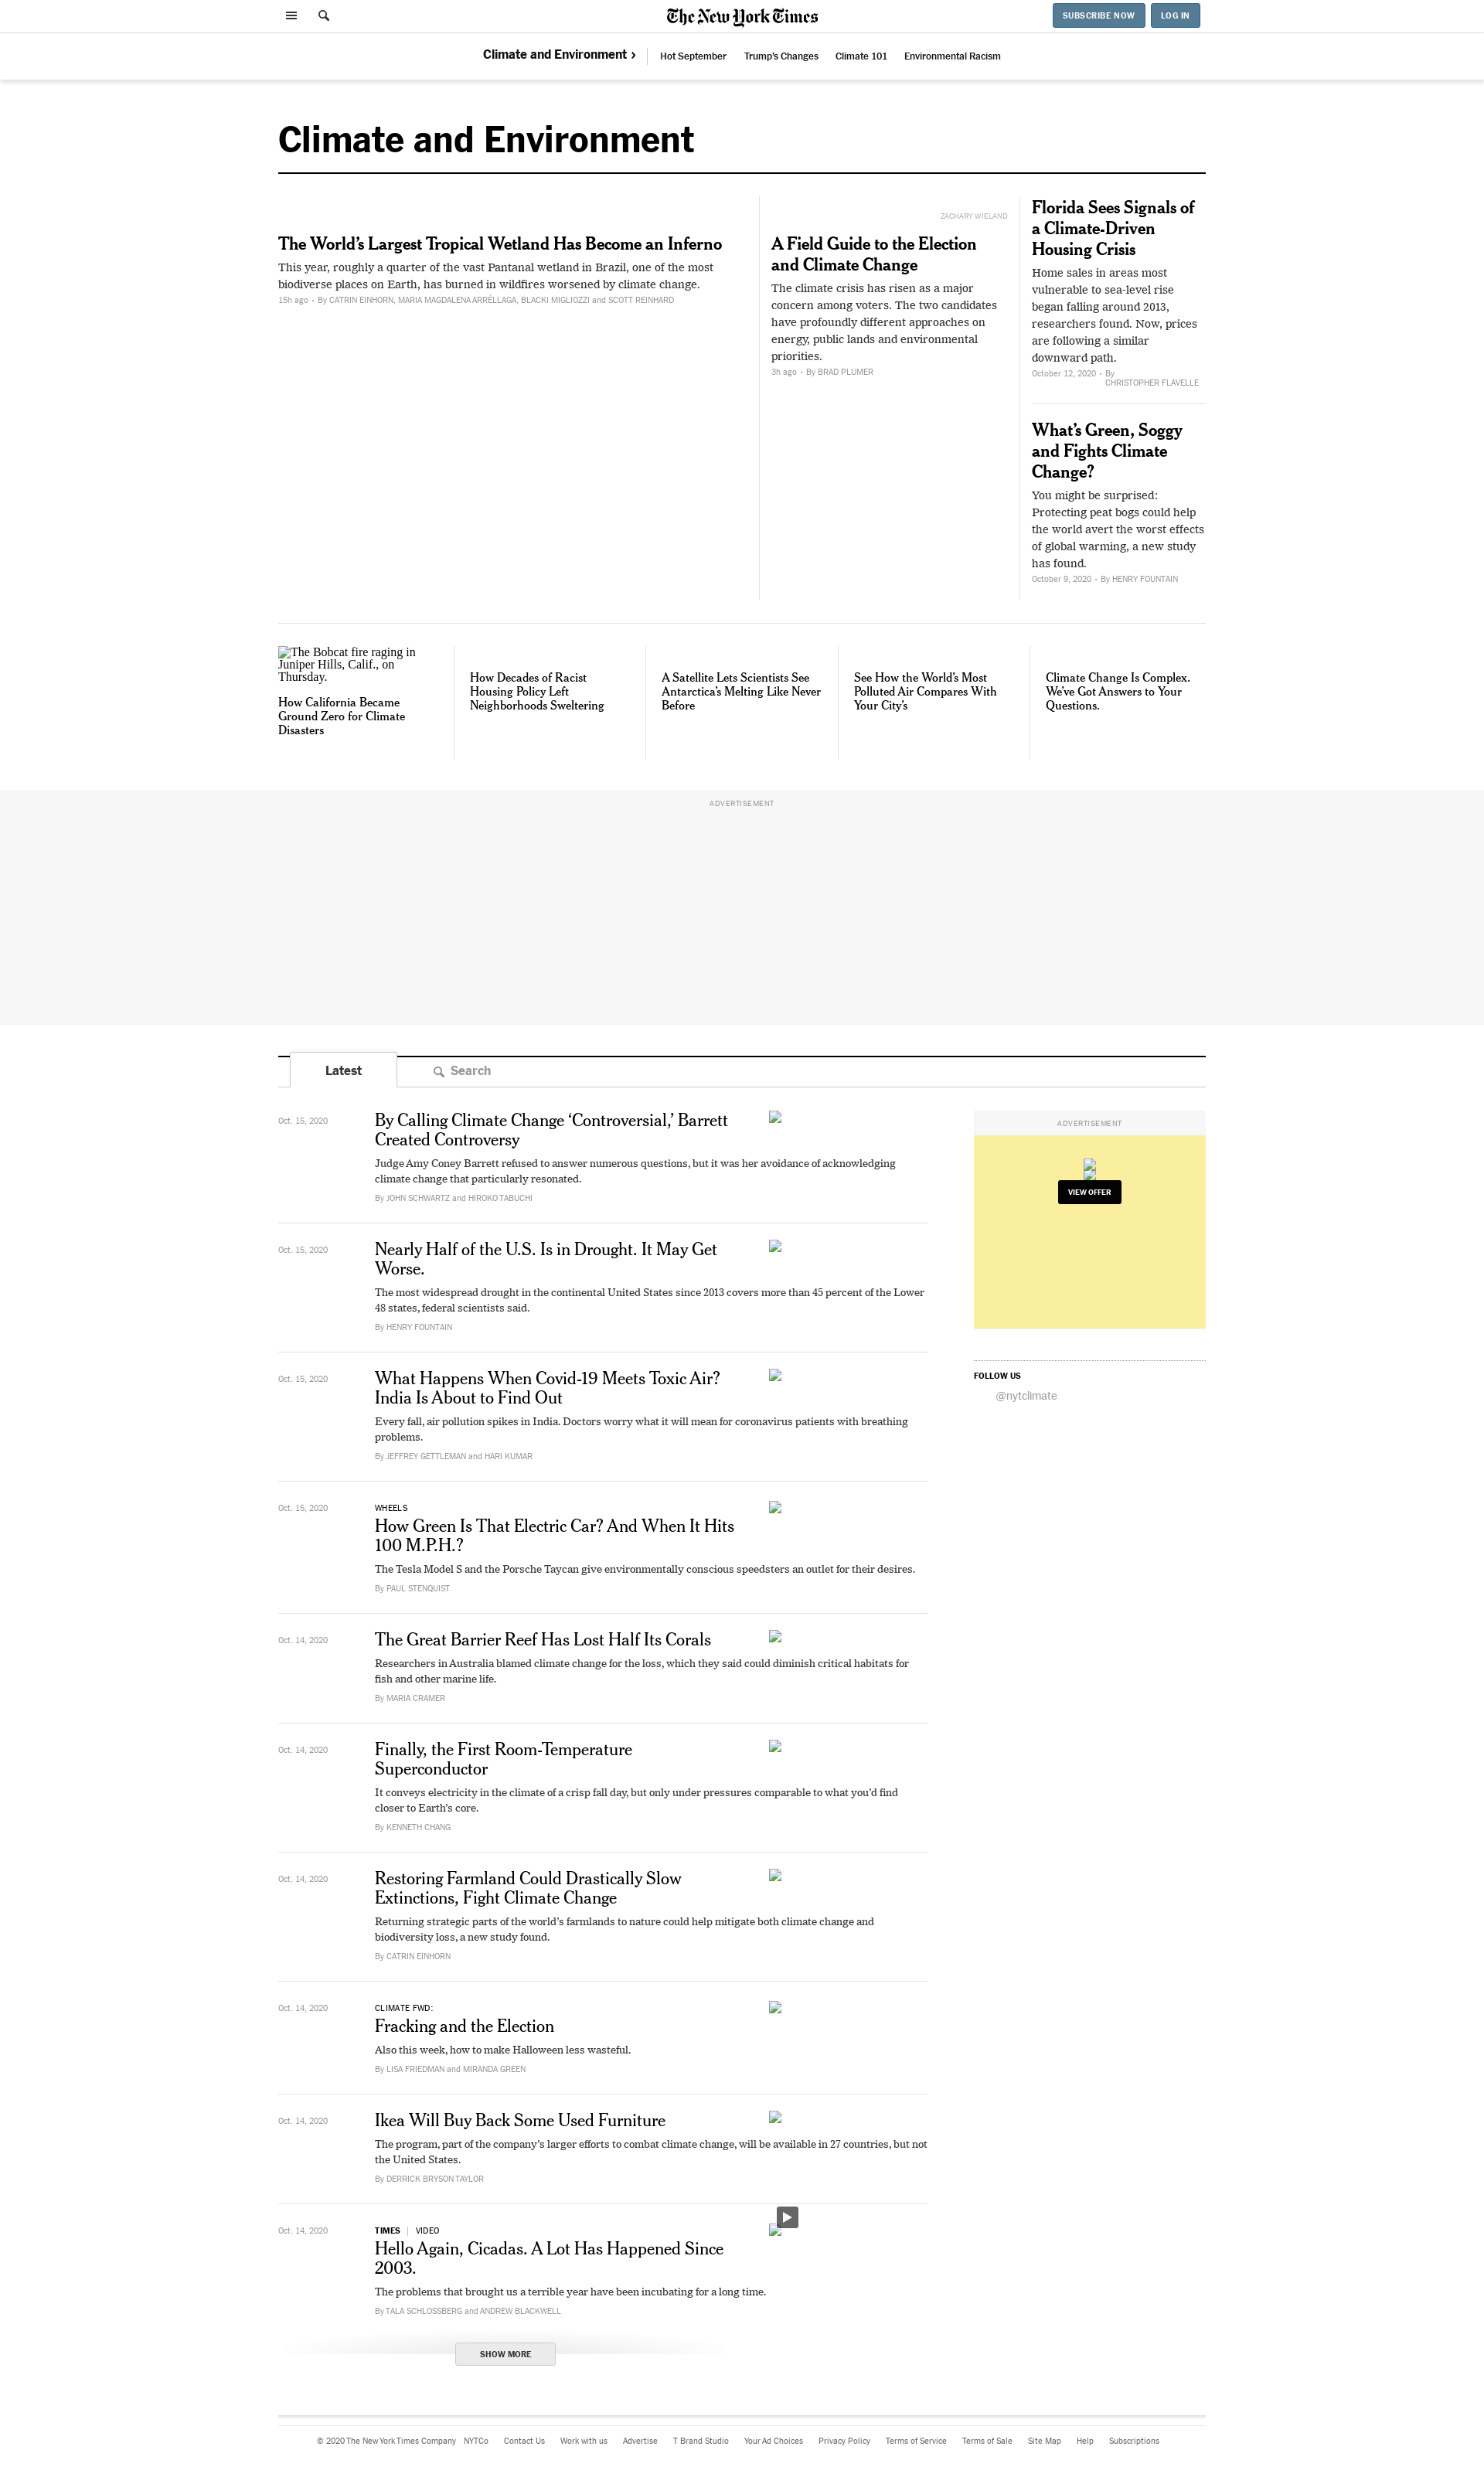 The New York Times
SUBSCRIBE NOW
LOG IN
Climate and Environment ›
Hot September
Trump's Changes
Climate 101
Environmental Racism
Climate and Environment
The World’s Largest Tropical Wetland Has Become an Inferno
This year, roughly a quarter of the vast Pantanal wetland in Brazil, one of the most
biodiverse places on Earth, has burned in wildfires worsened by climate change.
15h ago • By CATRIN EINHORN, MARIA MAGDALENA ARRÉLLAGA, BLACKI MIGLIOZZI and SCOTT REINHARD
ZACHARY WIELAND
A Field Guide to the Election
and Climate Change
The climate crisis has risen as a major
concern among voters. The two candidates
have profoundly different approaches on
energy, public lands and environmental
priorities.
3h ago • By BRAD PLUMER
Florida Sees Signals of
a Climate-Driven
Housing Crisis
Home sales in areas most
vulnerable to sea-level rise
began falling around 2013,
researchers found. Now, prices
are following a similar
downward path.
October 12, 2020 • By
CHRISTOPHER FLAVELLE
What’s Green, Soggy
and Fights Climate
Change?
You might be surprised:
Protecting peat bogs could help
the world avert the worst effects
of global warming, a new study
has found.
October 9, 2020 • By HENRY FOUNTAIN
The Bobcat fire raging in
Juniper Hills, Calif., on
Thursday.
How California Became
Ground Zero for Climate
Disasters
How Decades of Racist
Housing Policy Left
Neighborhoods Sweltering
A Satellite Lets Scientists See
Antarctica’s Melting Like Never
Before
See How the World’s Most
Polluted Air Compares With
Your City’s
Climate Change Is Complex.
We’ve Got Answers to Your
Questions.
ADVERTISEMENT
Latest
Search
Oct. 15, 2020
By Calling Climate Change ‘Controversial,’ Barrett
Created Controversy
Judge Amy Coney Barrett refused to answer numerous questions, but it was her avoidance of acknowledging
climate change that particularly resonated.
By JOHN SCHWARTZ and HIROKO TABUCHI
Oct. 15, 2020
Nearly Half of the U.S. Is in Drought. It May Get
Worse.
The most widespread drought in the continental United States since 2013 covers more than 45 percent of the Lower
48 states, federal scientists said.
By HENRY FOUNTAIN
Oct. 15, 2020
What Happens When Covid-19 Meets Toxic Air?
India Is About to Find Out
Every fall, air pollution spikes in India. Doctors worry what it will mean for coronavirus patients with breathing
problems.
By JEFFREY GETTLEMAN and HARI KUMAR
Oct. 15, 2020
WHEELS
How Green Is That Electric Car? And When It Hits
100 M.P.H.?
The Tesla Model S and the Porsche Taycan give environmentally conscious speedsters an outlet for their desires.
By PAUL STENQUIST
Oct. 14, 2020
The Great Barrier Reef Has Lost Half Its Corals
Researchers in Australia blamed climate change for the loss, which they said could diminish critical habitats for
fish and other marine life.
By MARIA CRAMER
Oct. 14, 2020
Finally, the First Room-Temperature
Superconductor
It conveys electricity in the climate of a crisp fall day, but only under pressures comparable to what you’d find
closer to Earth’s core.
By KENNETH CHANG
Oct. 14, 2020
Restoring Farmland Could Drastically Slow
Extinctions, Fight Climate Change
Returning strategic parts of the world’s farmlands to nature could help mitigate both climate change and
biodiversity loss, a new study found.
By CATRIN EINHORN
Oct. 14, 2020
CLIMATE FWD:
Fracking and the Election
Also this week, how to make Halloween less wasteful.
By LISA FRIEDMAN and MIRANDA GREEN
Oct. 14, 2020
Ikea Will Buy Back Some Used Furniture
The program, part of the company’s larger efforts to combat climate change, will be available in 27 countries, but not
the United States.
By DERRICK BRYSON TAYLOR
Oct. 14, 2020
TIMES | VIDEO
Hello Again, Cicadas. A Lot Has Happened Since
2003.
The problems that brought us a terrible year have been incubating for a long time.
By TALA SCHLOSSBERG and ANDREW BLACKWELL
SHOW MORE
ADVERTISEMENT
VIEW OFFER
FOLLOW US
@nytclimate
© 2020 The New York Times Company NYTCo Contact Us Work with us Advertise T Brand Studio Your Ad Choices Privacy Policy Terms of Service Terms of Sale Site Map Help Subscriptions